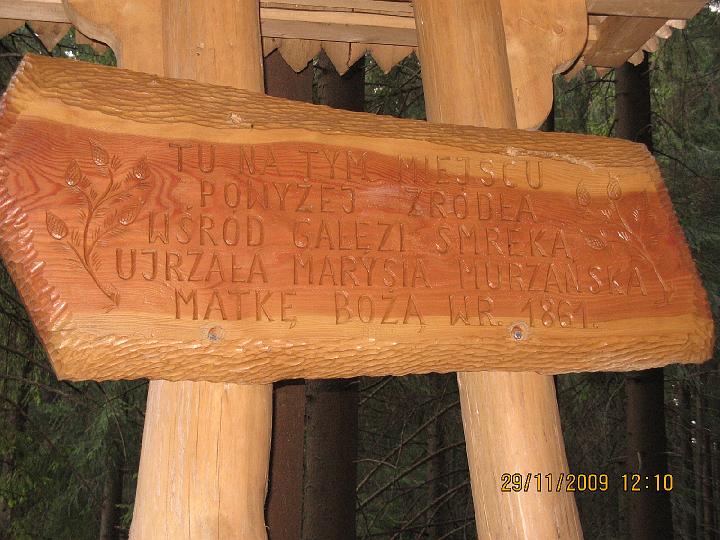 TU NA TYM MIEJSCU
POWYŻEJ ŹRÓDŁA
WŚRÓD GAŁĘZI SMREKA
UJRZAŁA MARYSIA MURZAŃSKA
MATKĘ BOŻĄ W R. 1861.
29/11/2009 12:10